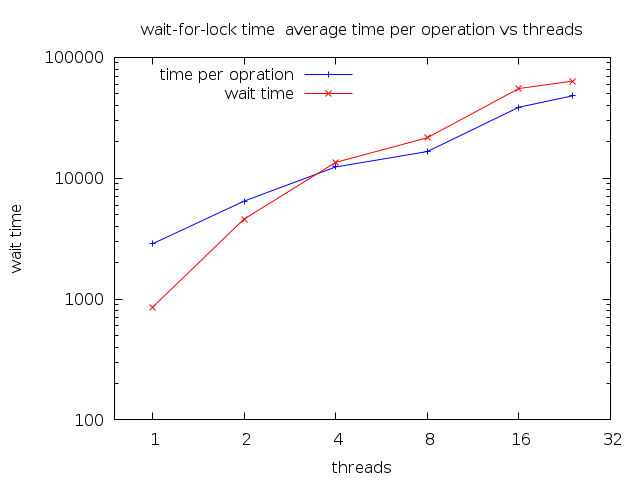 wait-for-lock time  average time per operation vs threads
time per opration
wait time
100000
10000
1000
100
wait time
1 2 4 8 16 32
threads